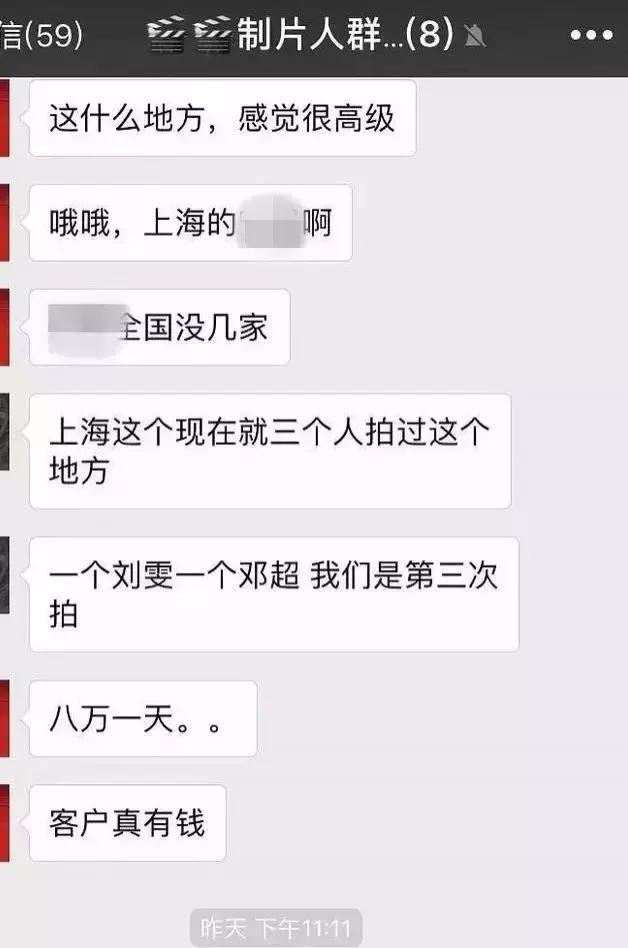 信(59)
🎬🎬制片人群...(8)
这什么地方，感觉很高级
哦哦，上海的 啊
全国没几家
上海这个现在就三个人拍过这个
地方
一个刘雯一个邓超 我们是第三次
拍
八万一天。。
客户真有钱
昨天 下午11:11